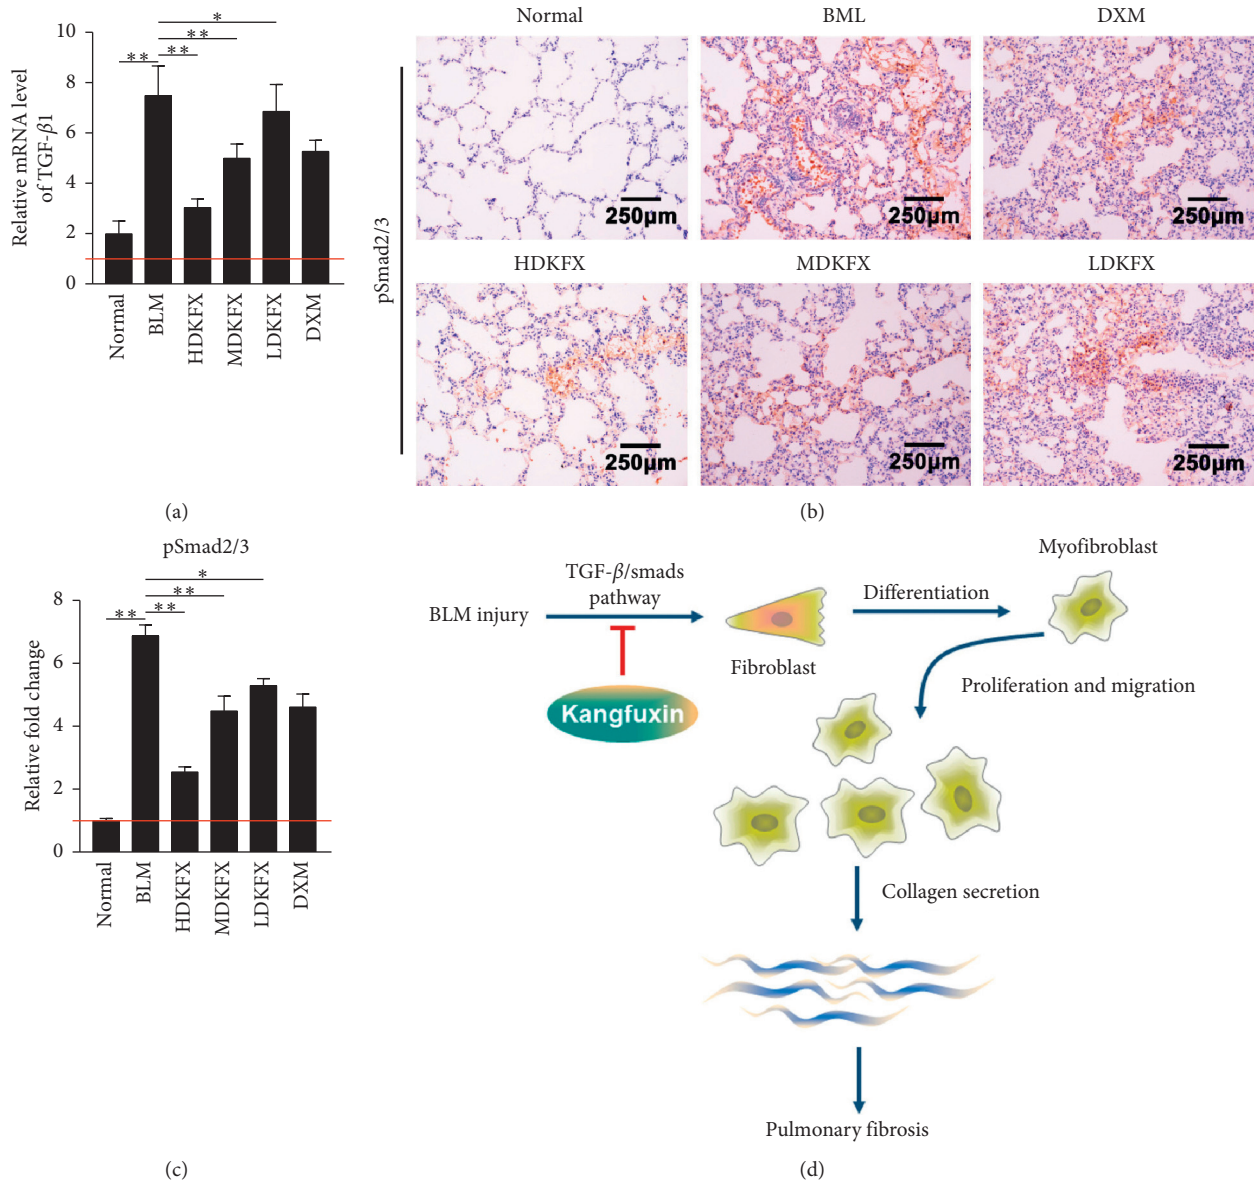 10
8
6
4
2
0
Relative mRNA level
of TGF-β1
**
**
**
*
Normal
BLM
HDKFX
MDKFX
LDKFX
DXM
(a)
pSmad2/3
Normal
BML
DXM
250μm
250μm
250μm
HDKFX
MDKFX
LDKFX
250μm
250μm
250μm
(b)
pSmad2/3
8
6
4
2
0
Relative fold change
**
**
**
*
Normal
BLM
HDKFX
MDKFX
LDKFX
DXM
(c)
BLM injury
TGF-β/smads
pathway
Kangfuxin
Fibroblast
Differentiation
Myofibroblast
Proliferation and migration
Collagen secretion
Pulmonary fibrosis
(d)